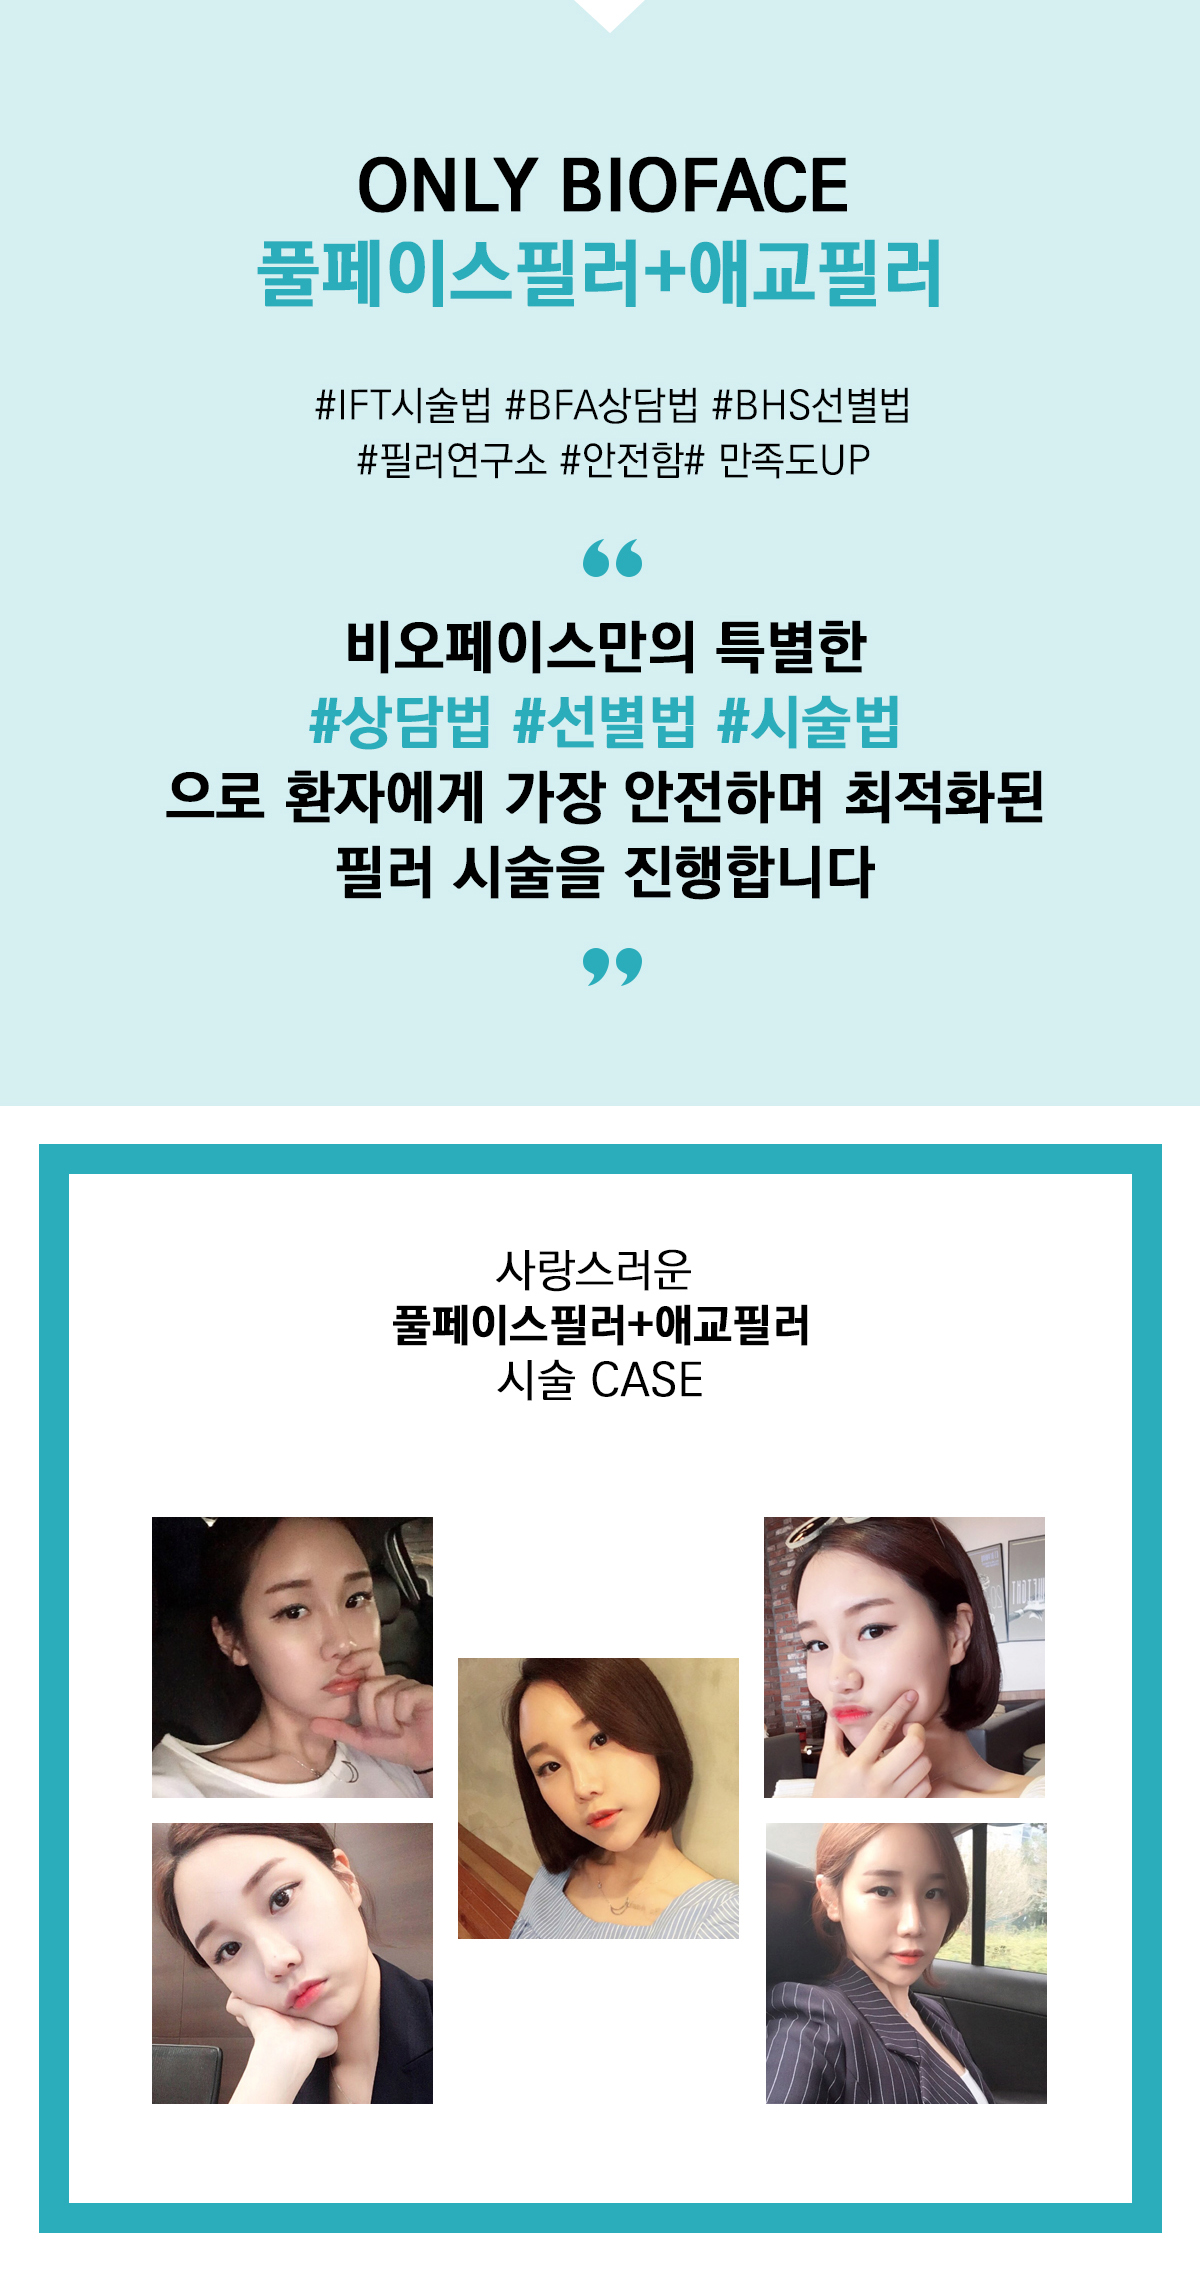 ONLY BIOFACE
풀페이스필러+애교필러
#IFT시술법 #BFA상담법 #BHS선별법
#필러연구소 #안전함# 만족도UP
“
비오페이스만의 특별한
#상담법 #선별법 #시술법
으로 환자에게 가장 안전하며 최적화된
필러 시술을 진행합니다
”
사랑스러운
풀페이스필러+애교필러
시술 CASE